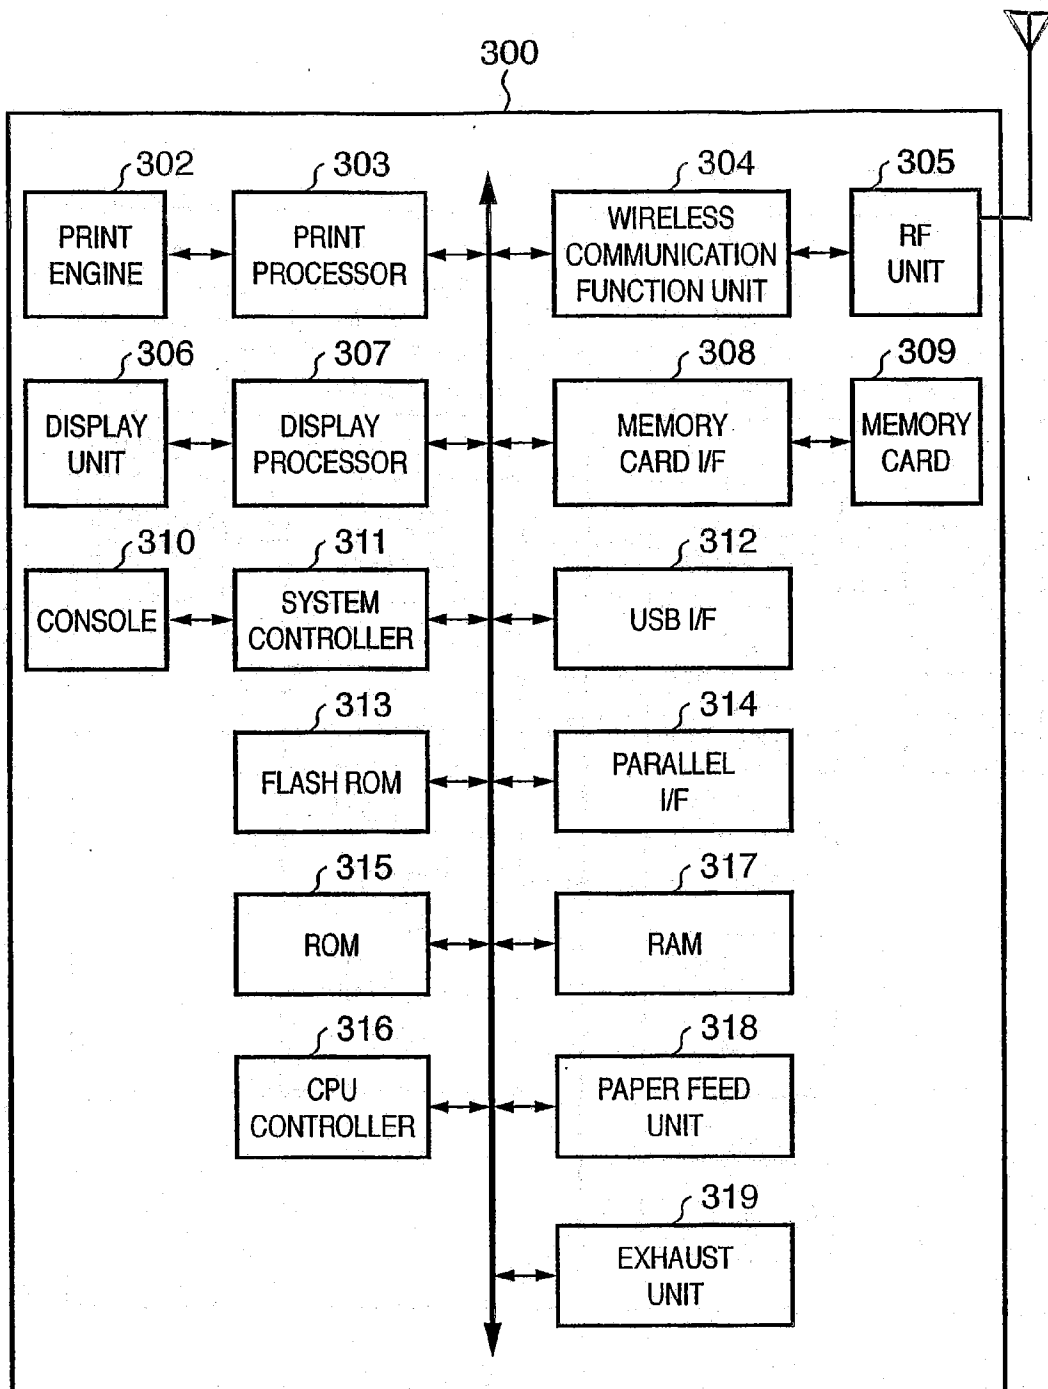 300
302
303
304
305
PRINT
ENGINE
PRINT
PROCESSOR
WIRELESS
COMMUNICATION
FUNCTION UNIT
RF
UNIT
306
307
308
309
DISPLAY
UNIT
DISPLAY
PROCESSOR
MEMORY
CARD I/F
MEMORY
CARD
310
311
312
CONSOLE
SYSTEM
CONTROLLER
USB I/F
313
314
FLASH ROM
PARALLEL
I/F
315
317
ROM
RAM
316
318
CPU
CONTROLLER
PAPER FEED
UNIT
319
EXHAUST
UNIT